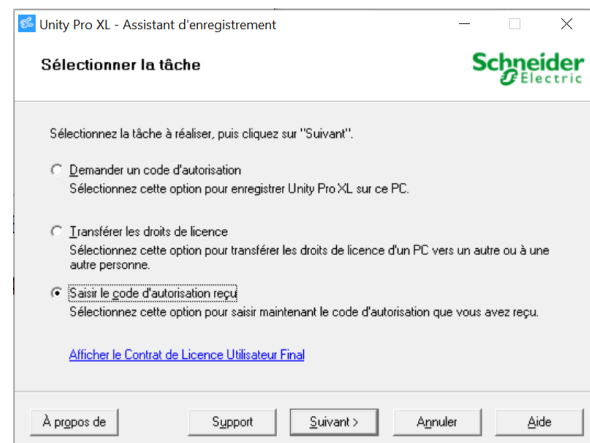 Unity Pro XL - Assistant d'enregistrement
Sélectionner la tâche
Schneider
Electric
Sélectionnez la tâche à réaliser, puis cliquez sur "Suivant".
Demander un code d'autorisation
Sélectionnez cette option pour enregistrer Unity Pro XL sur ce PC.
Transférer les droits de licence
Sélectionnez cette option pour transférer les droits de licence d'un PC vers un autre ou à une
autre personne.
Saisir le code d'autorisation reçu
Sélectionnez cette option pour saisir maintenant le code d'autorisation que vous avez reçu.
Afficher le Contrat de Licence Utilisateur Final
À propos de
Support
Suivant >
Annuler
Aide